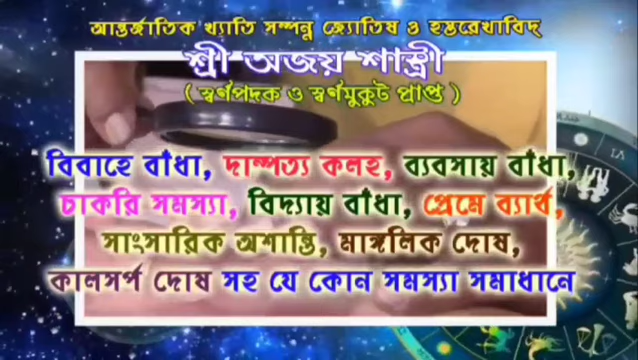 আন্তর্জাতিক খ্যাতি সম্পন্ন জ্যোতিষ ও হস্তরেখাবিদ্
শ্রী অজয় শাস্ত্রী
( স্বর্ণপদক ও স্বর্ণমুকুট প্রাপ্ত )
বিবাহে বাঁধা, দাম্পত্য কলহ, ব্যবসায় বাঁধা,
চাকরি সমস্যা, বিদ্যায় বাঁধা, প্রেমে ব্যার্থ,
সাংসারিক অশান্তি, মাঙ্গলিক দোষ,
কালসর্প দোষ সহ যে কোন সমস্যা সমাধানে